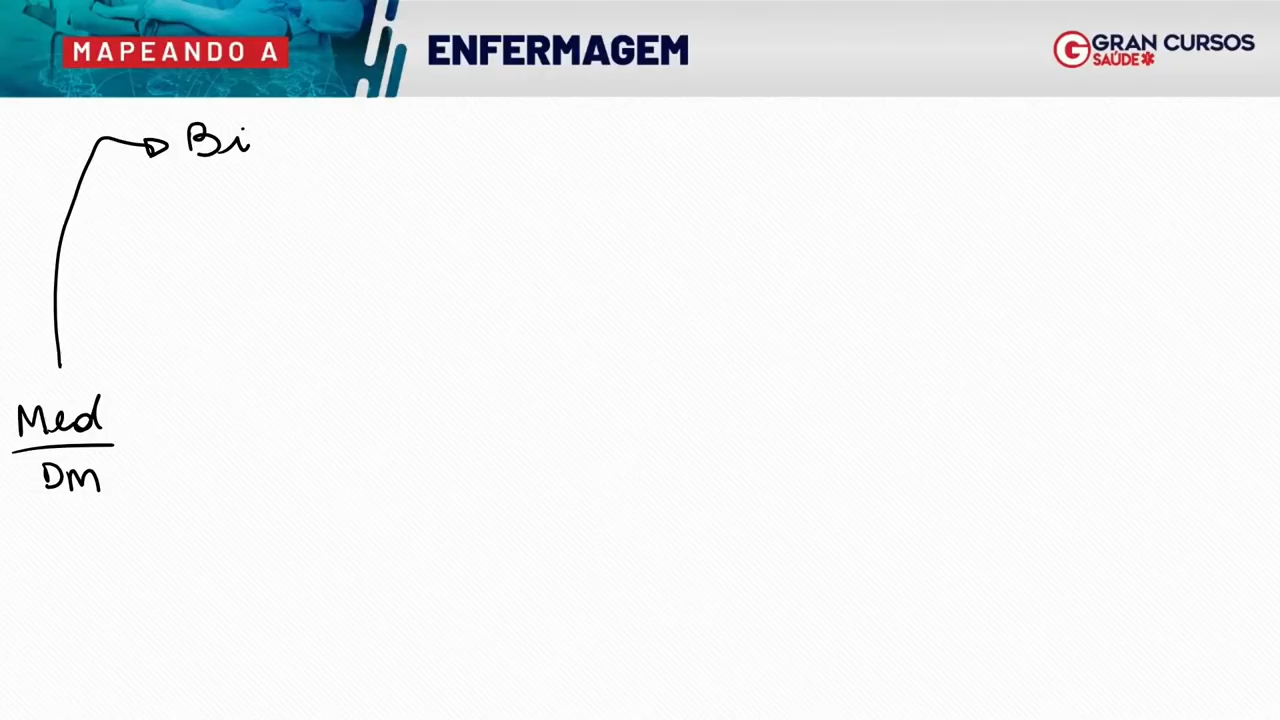 MAPEANDO A
ENFERMAGEM
GRAN CURSOS
SAÚDE
Bi
Med
DM